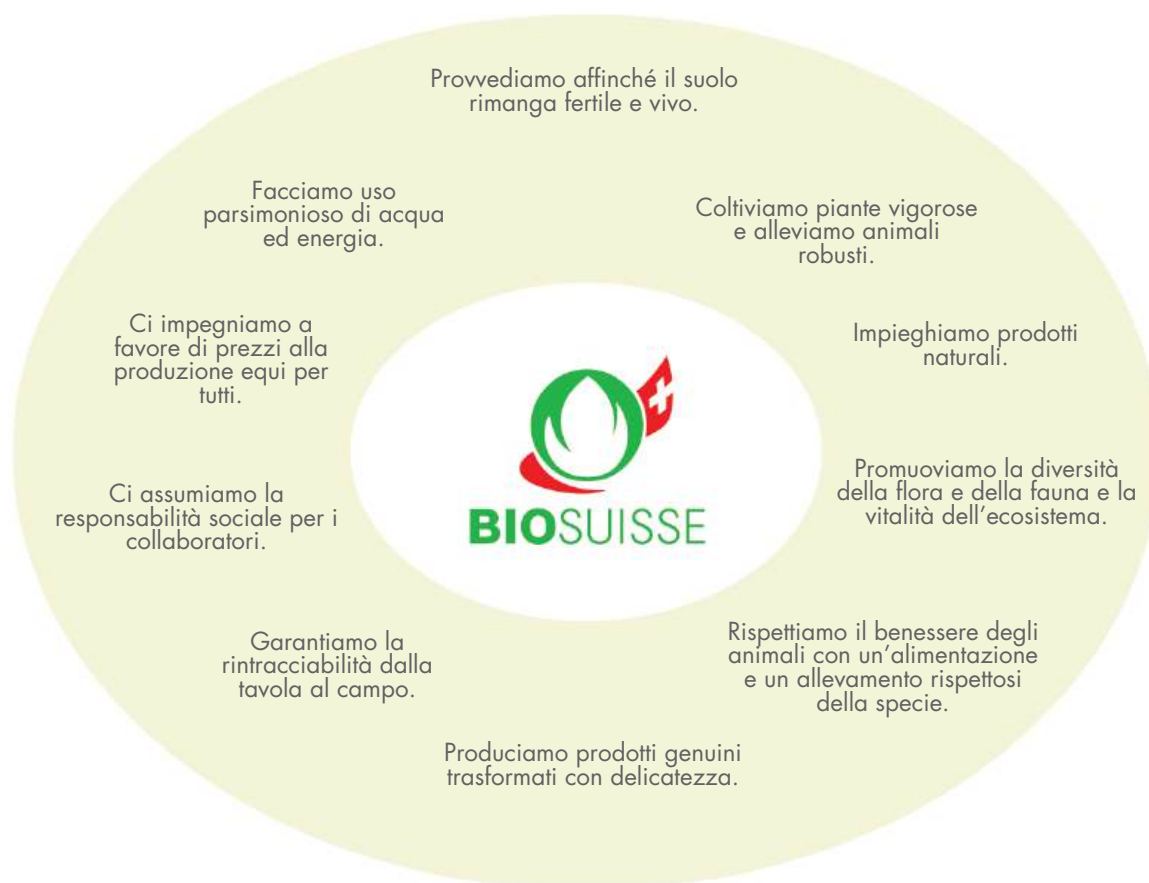 Provvediamo affinché il suolo
rimanga fertile e vivo.
Facciamo uso
parsimonioso di acqua
ed energia.
Coltiviamo piante vigorose
e alleviamo animali
robusti.
Ci impegniamo a
favore di prezzi alla
produzione equi per
tutti.
Impieghiamo prodotti
naturali.
BIOSUISSE
Ci assumiamo la
responsabilità sociale per i
collaboratori.
Promuoviamo la diversità
della flora e della fauna e la
vitalità dell'ecosistema.
Garantiamo la
rintracciabilità dalla
tavola al campo.
Rispettiamo il benessere degli
animali con un'alimentazione
e un allevamento rispettosi
della specie.
Produciamo prodotti genuini
trasformati con delicatezza.